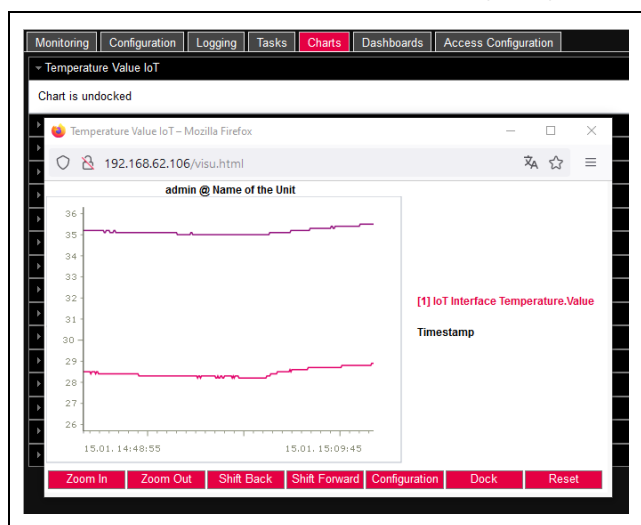 Monitoring Configuration Logging Tasks Charts Dashboards Access Configuration
Temperature Value IoT
Chart is undocked
Temperature Value IoT – Mozilla Firefox
192.168.62.106/visu.html
admin @ Name of the Unit
36
35
34
33
32
31
30
29
28
27
26
[1] IoT Interface Temperature.Value
Timestamp
15.01. 14:48:55 15.01. 15:09:45
Zoom In Zoom Out Shift Back Shift Forward Configuration Dock Reset